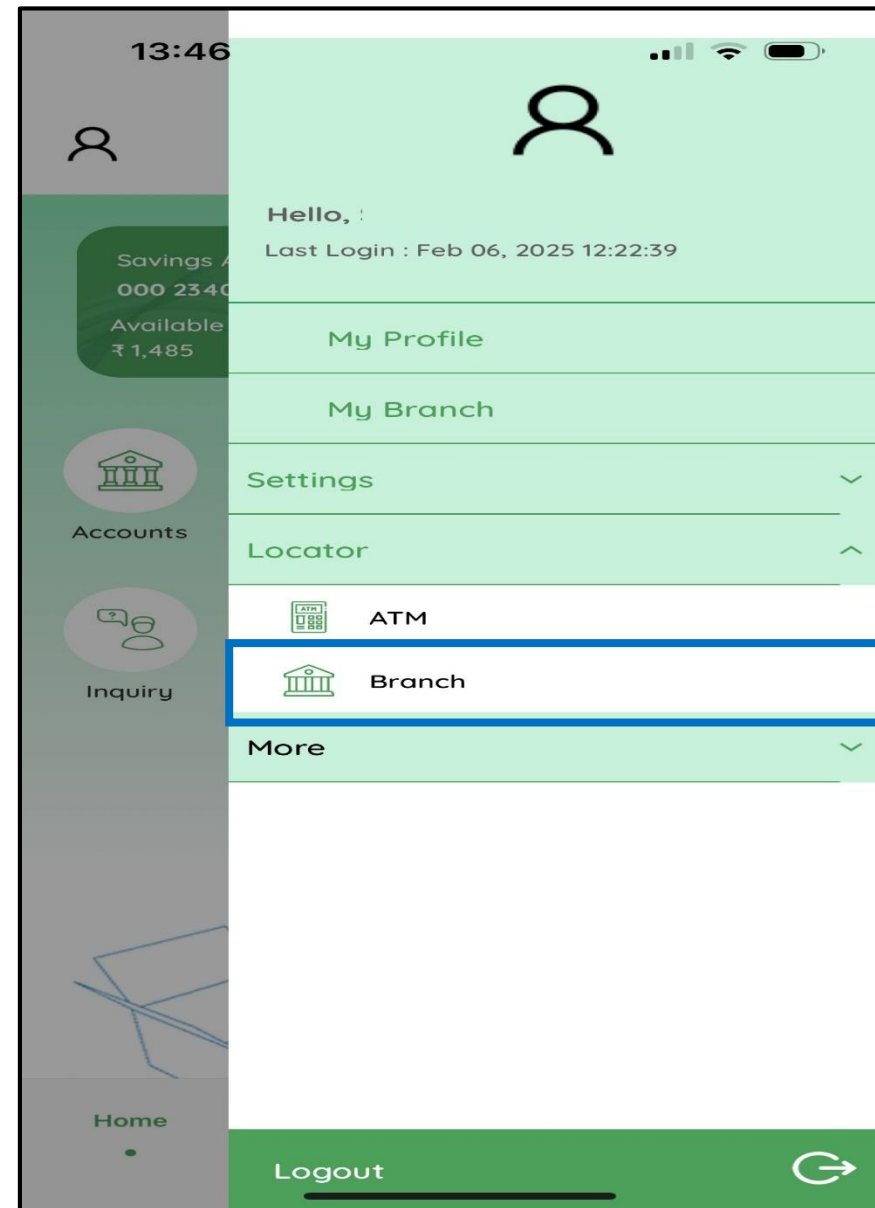 13:46
Hello,
Last Login : Feb 06, 2025 12:22:39
Savings
000 2340
Available
₹ 1,485
My Profile
My Branch
Settings
Accounts
Locator
ATM
ATM
Branch
Inquiry
More
Home
Logout